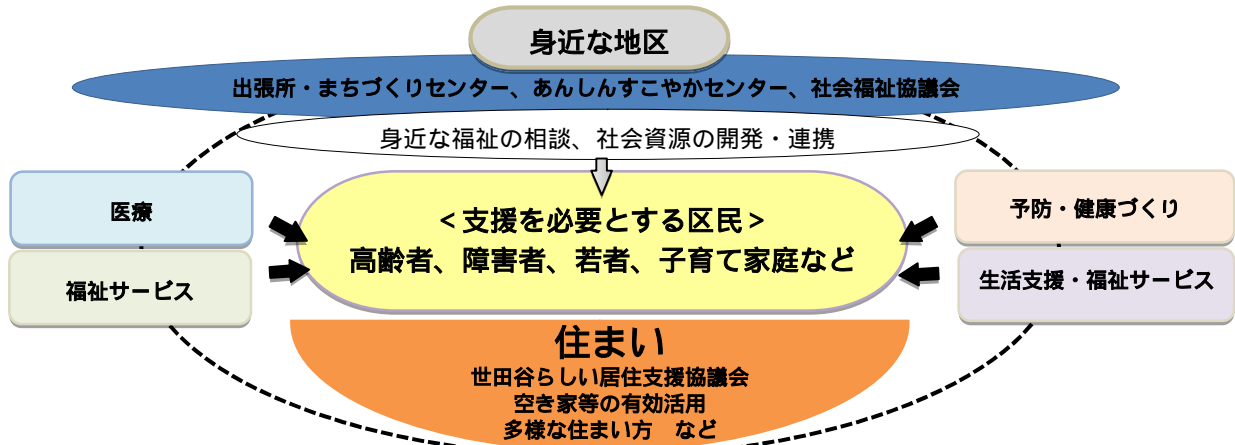 身近な地区
出張所・まちづくりセンター、あんしんすこやかセンター、社会福祉協議会
身近な福祉の相談、社会資源の開発・連携
医療
福祉サービス
<支援を必要とする区民>
高齢者、障害者、若者、子育て家庭など
予防・健康づくり
生活支援・福祉サービス
住まい
世田谷らしい居住支援協議会
空き家等の有効活用
多様な住まい方　など